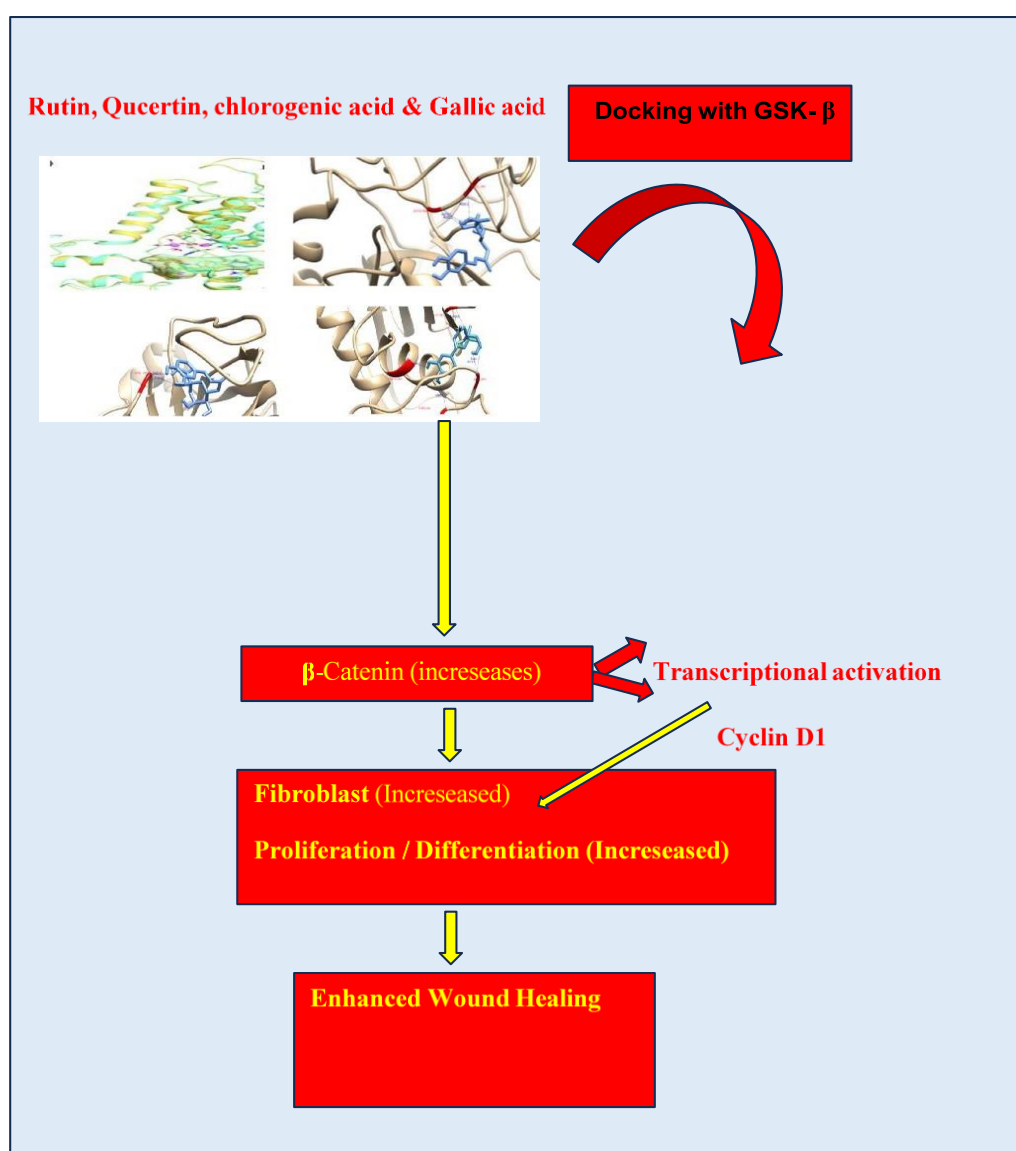 Rutin, Qucertin, chlorogenic acid & Gallic acid
Docking with GSK- β
β-Catenin (increseases)
Transcriptional activation
Cyclin D1
Fibroblast (Increseased)
Proliferation / Differentiation (Increseased)
Enhanced Wound Healing